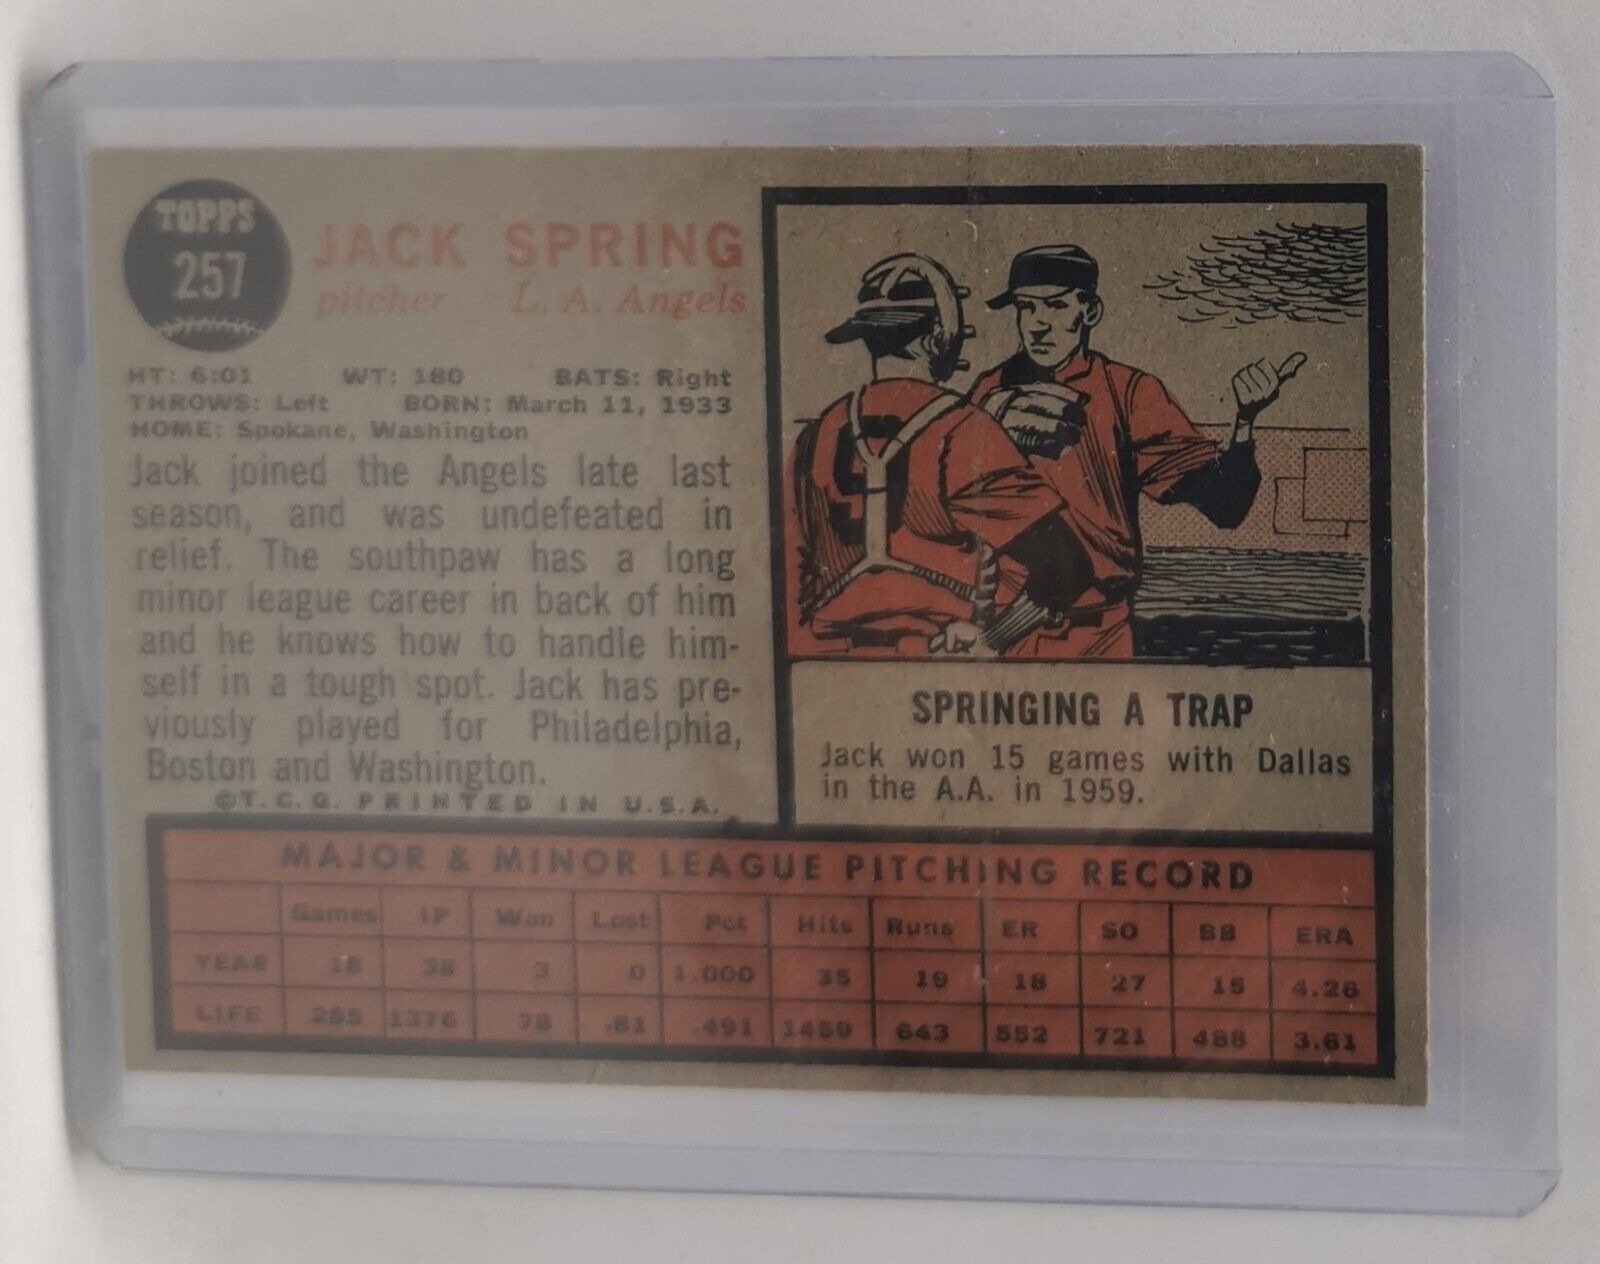 TOPPS
257
JACK SPRING
pitcher L. A. Angels
HT: 6:01 WT: 180 BATS: Right
THROWS: Left BORN: March 11, 1933
HOME: Spokane, Washington
Jack joined the Angels late last
season, and was undefeated in
relief. The southpaw has a long
minor league career in back of him
and he knows how to handle him-
self in a tough spot. Jack has pre-
viously played for Philadelphia,
Boston and Washington.
©T. C. G. PRINTED IN U.S.A.
SPRINGING A TRAP
Jack won 15 games with Dallas
in the A.A. in 1959.
MAJOR & MINOR LEAGUE PITCHING RECORD
Games IP Won Lost Pct Hits Runs ER SO BB ERA
YEAR 18 38 3 0 1.000 35 19 18 27 15 4.26
LIFE 285 1376 78 .81 .491 1459 643 552 721 488 3.61